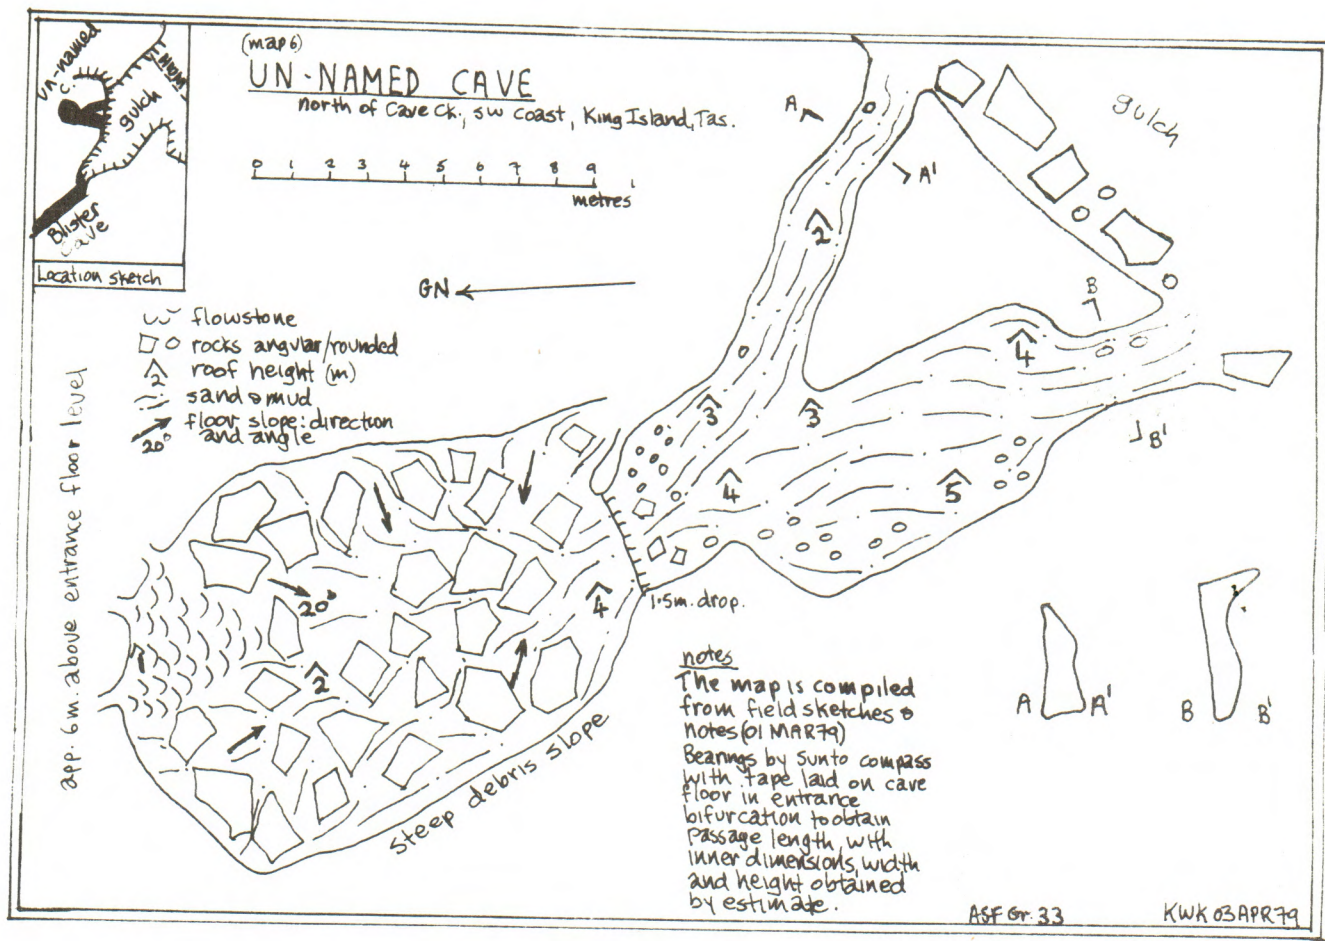 un-named
C.
HIGH
gulch
Blister
Cave
Location sketch
(map 6)
UN-NAMED CAVE
north of Cave Ck., SW Coast, King Island, Tas.
0 1 2 3 4 5 6 7 8 9
metres
GN
flowstone
rocks angular/rounded
2 roof height (m)
sand & mud
floor slope: direction
20° and angle
app. 6m. above entrance floor level
A
A'
gulch
2
B
4
B'
3
3
4
5
20°
2
4
1.5m. drop.
Steep debris slope
notes
The map is compiled
from field sketches &
notes (01 MAR 79)
Bearings by Sunto compass
with tape laid on cave
floor in entrance
bifurcation to obtain
passage length, with
inner dimensions, width
and height obtained
by estimate.
A A'
B B'
ASF Gr. 33
KWK 03 APR 79